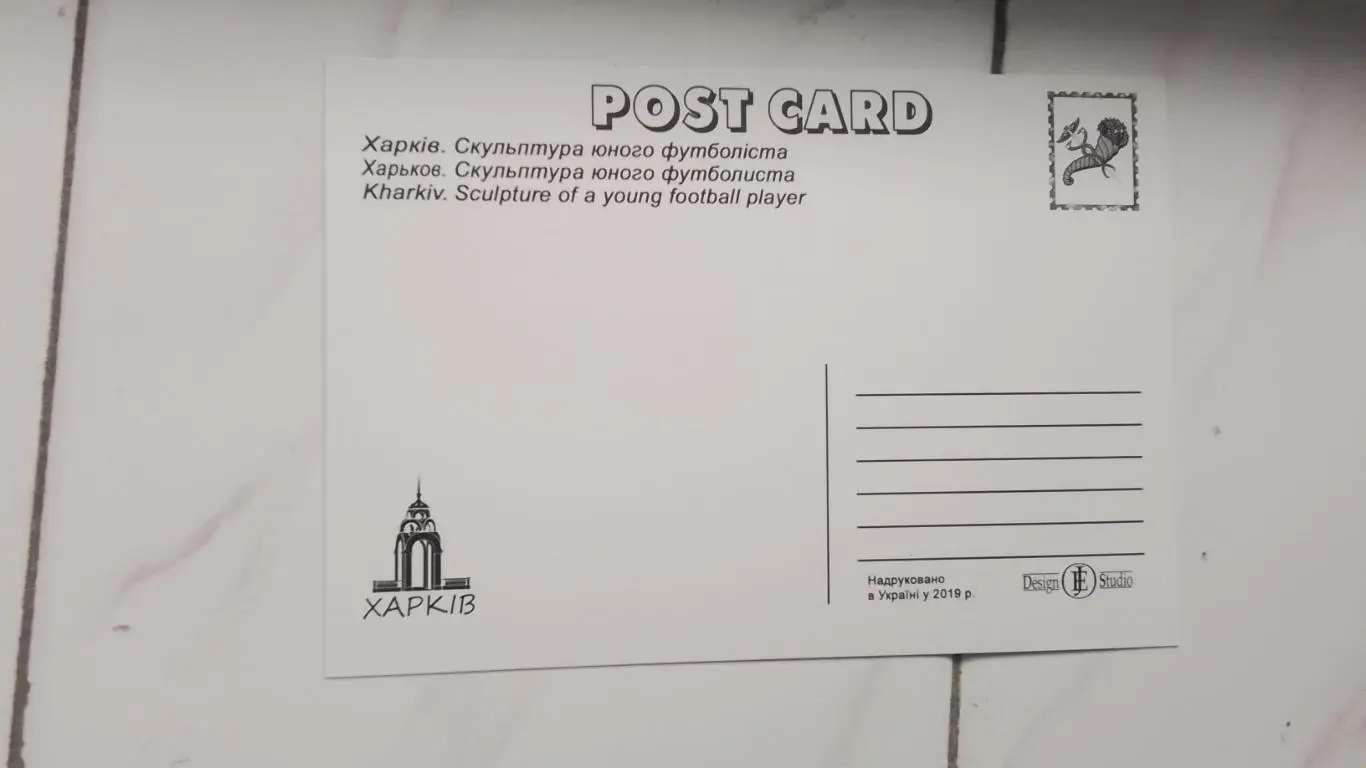 POST CARD
Харків. Скульптура юного футболіста
Харьков. Скульптура юного футболиста
Kharkiv. Sculpture of a young football player
ХАРКІВ
Надруковано
в Україні у 2019 р.
Design Studio